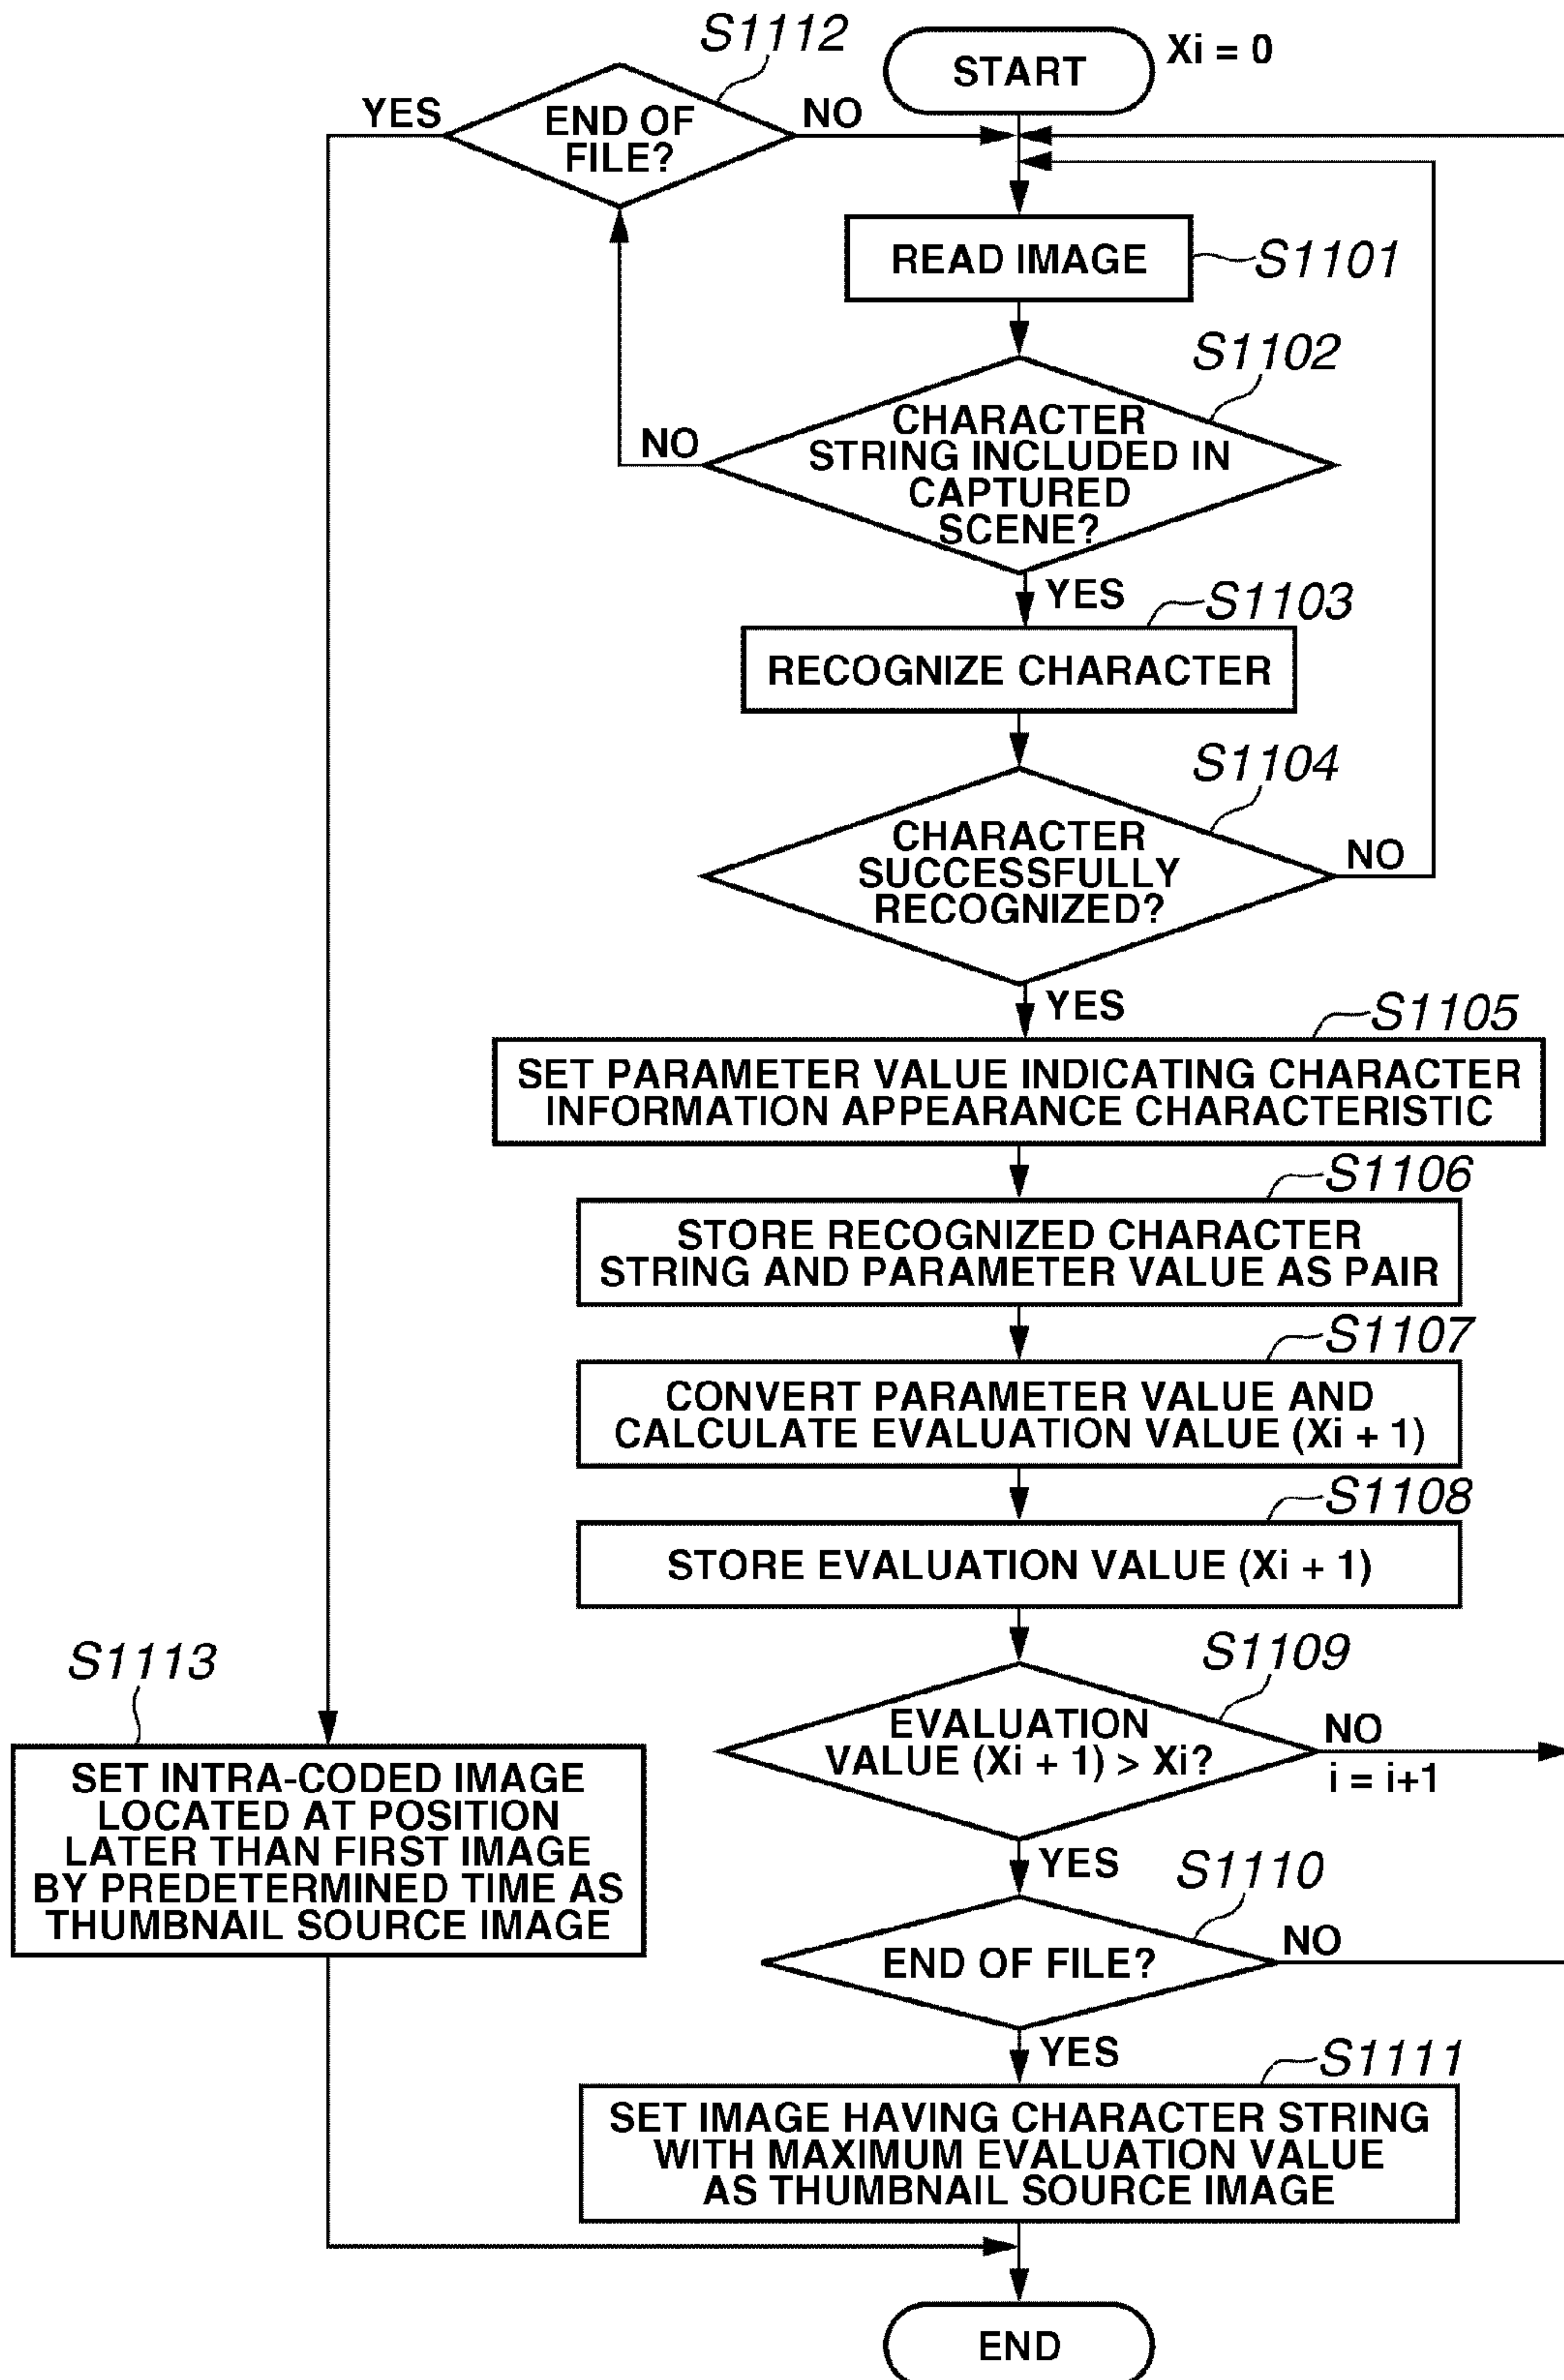 S1112
START
Xi = 0
YES
END OF
FILE?
NO
READ IMAGE
S1101
S1102
CHARACTER
STRING INCLUDED IN
CAPTURED
SCENE?
NO
YES
S1103
RECOGNIZE CHARACTER
S1104
CHARACTER
SUCCESSFULLY
RECOGNIZED?
NO
YES
S1105
SET PARAMETER VALUE INDICATING CHARACTER
INFORMATION APPEARANCE CHARACTERISTIC
S1106
STORE RECOGNIZED CHARACTER
STRING AND PARAMETER VALUE AS PAIR
S1107
CONVERT PARAMETER VALUE AND
CALCULATE EVALUATION VALUE (Xi + 1)
S1108
STORE EVALUATION VALUE (Xi + 1)
S1109
EVALUATION
VALUE (Xi + 1) > Xi?
NO
i = i+1
YES
S1113
SET INTRA-CODED IMAGE
LOCATED AT POSITION
LATER THAN FIRST IMAGE
BY PREDETERMINED TIME AS
THUMBNAIL SOURCE IMAGE
S1110
END OF FILE?
NO
YES
S1111
SET IMAGE HAVING CHARACTER STRING
WITH MAXIMUM EVALUATION VALUE
AS THUMBNAIL SOURCE IMAGE
END